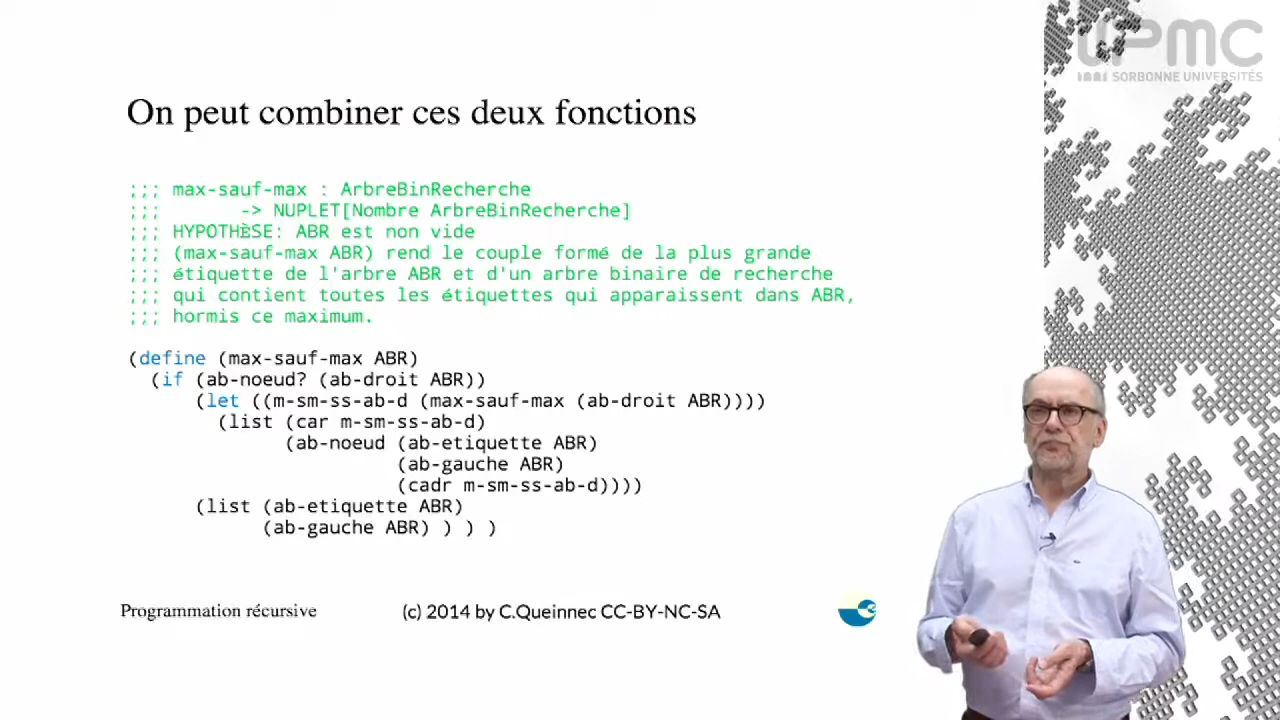 UPMC
SORBONNE UNIVERSITÉS
On peut combiner ces deux fonctions
;;; max-sauf-max : ArbreBinRecherche
;;;       -> NUPLET[Nombre ArbreBinRecherche]
;;; HYPOTHÈSE: ABR est non vide
;;; (max-sauf-max ABR) rend le couple formé de la plus grande
;;; étiquette de l'arbre ABR et d'un arbre binaire de recherche
;;; qui contient toutes les étiquettes qui apparaissent dans ABR,
;;; hormis ce maximum.
(define (max-sauf-max ABR)
  (if (ab-noeud? (ab-droit ABR))
      (let ((m-sm-ss-ab-d (max-sauf-max (ab-droit ABR))))
        (list (car m-sm-ss-ab-d)
              (ab-noeud (ab-etiquette ABR)
                        (ab-gauche ABR)
                        (cadr m-sm-ss-ab-d))))
      (list (ab-etiquette ABR)
            (ab-gauche ABR) ) ) )
Programmation récursive
(c) 2014 by C.Queinnec CC-BY-NC-SA